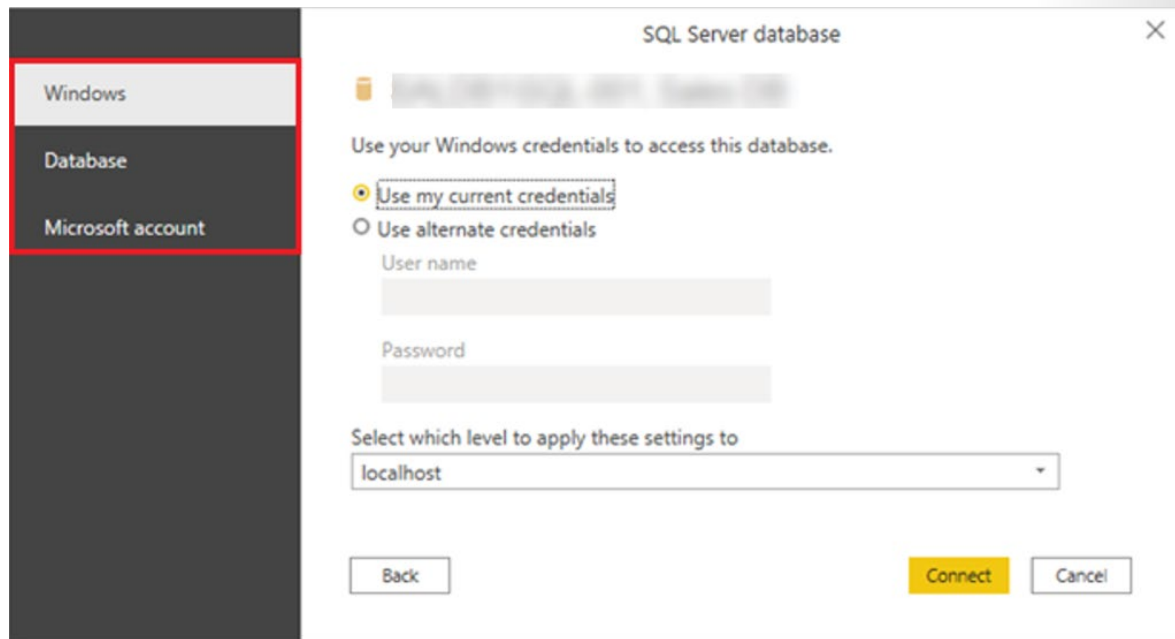 SQL Server database
Windows
Database
Microsoft account
Use your Windows credentials to access this database.
Use my current credentials
Use alternate credentials
User name
Password
Select which level to apply these settings to
localhost
Back
Connect
Cancel